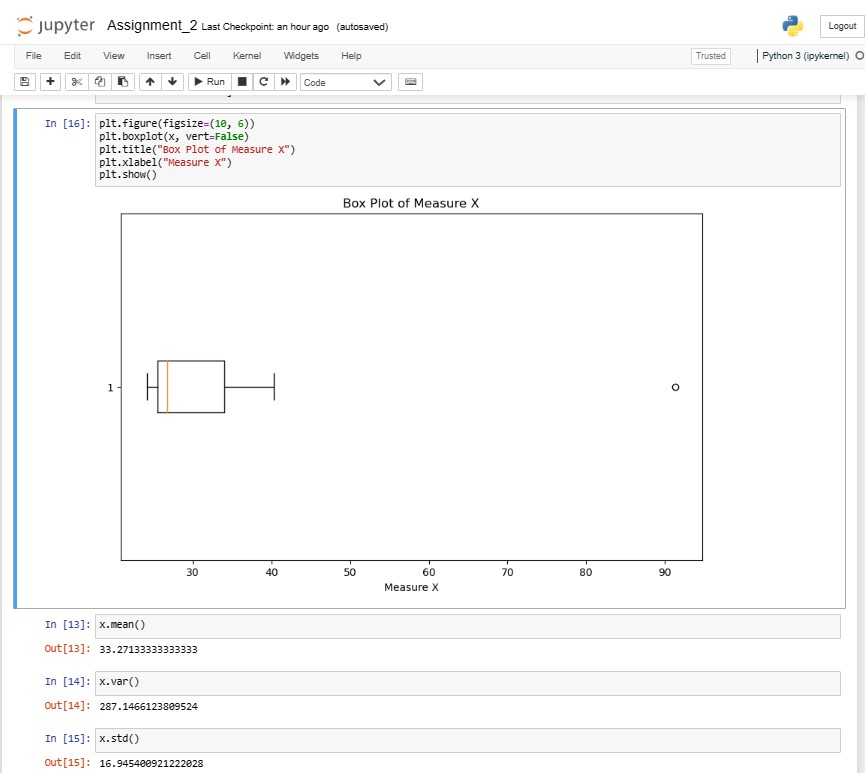 jupyter Assignment_2 Last Checkpoint: an hour ago (autosaved)
Logout
File Edit View Insert Cell Kernel Widgets Help
Trusted
Python 3 (ipykernel)
Run
Code
In [16]: plt.figure(figsize=(10, 6))
plt.boxplot(x, vert=False)
plt.title("Box Plot of Measure X")
plt.xlabel("Measure X")
plt.show()
Box Plot of Measure X
1
30 40 50 60 70 80 90
Measure X
In [13]: x.mean()
Out[13]: 33.27133333333333
In [14]: x.var()
Out[14]: 287.1466123809524
In [15]: x.std()
Out[15]: 16.945400921222028